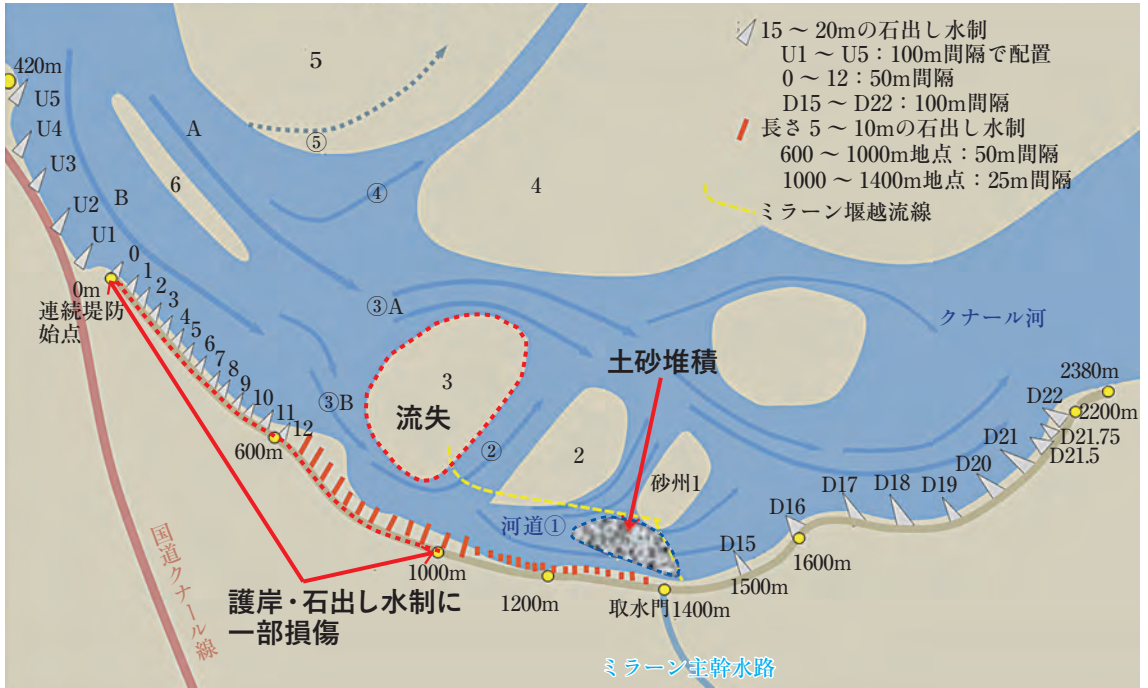 15～20mの石出し水制
U1～U5：100m間隔で配置
0～12：50m間隔
D15～D22：100m間隔
長さ5～10mの石出し水制
600～1000m地点：50m間隔
1000～1400m地点：25m間隔
ミラーン堰越流線
420m
U5
U4
U3
U2
U1
0m
連続堤防
始点
0
1
2
3
4
5
6
7
8
9
10
11
12
600m
A
B
5
⑤
6
④
4
③A
③B
3
流失
②
2
砂州1
土砂堆積
河道①
クナール河
1000m
1200m
取水門
1400m
1500m
1600m
D15
D16
D17
D18
D19
D20
D21
D21.5
D21.75
D22
2200m
2380m
護岸・石出し水制に
一部損傷
国道クナール線
ミラーン主幹水路